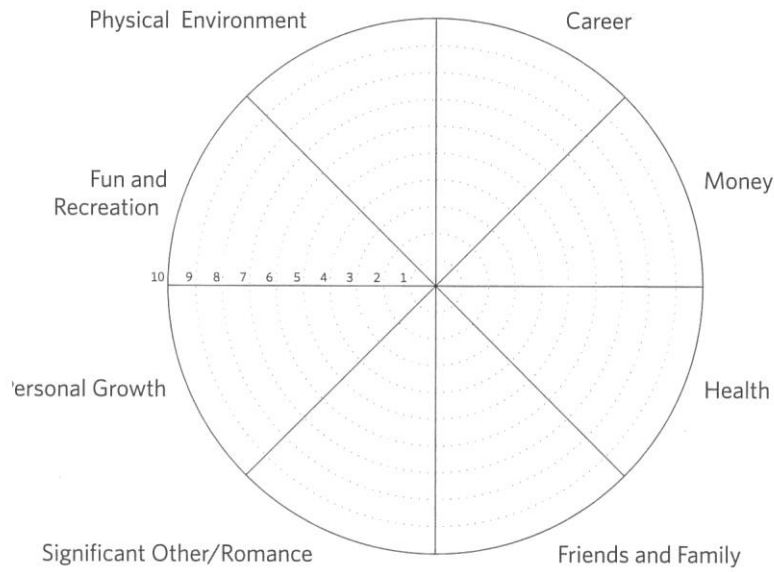 Physical Environment
Career
Fun and
Recreation
Money
10 9 8 7 6 5 4 3 2 1
ersonal Growth
Health
Significant Other/Romance
Friends and Family